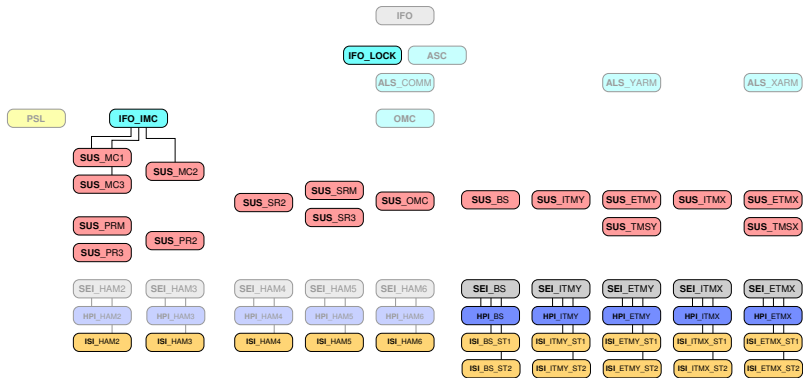 IFO
IFO_LOCK ASC
ALS_COMM ALS_YARM ALS_XARM
PSL IFO_IMC OMC
SUS_MC1
SUS_MC2
SUS_MC3
SUS_SRM
SUS_SR2 SUS_OMC SUS_BS SUS_ITMY SUS_ETMY SUS_ITMX SUS_ETMX
SUS_SR3
SUS_PRM SUS_TMSY SUS_TMSX
SUS_PR2
SUS_PR3
SEI_HAM2 SEI_HAM3 SEI_HAM4 SEI_HAM5 SEI_HAM6 SEI_BS SEI_ITMY SEI_ETMY SEI_ITMX SEI_ETMX
HPI_HAM2 HPI_HAM3 HPI_HAM4 HPI_HAM5 HPI_HAM6 HPI_BS HPI_ITMY HPI_ETMY HPI_ITMX HPI_ETMX
ISI_HAM2 ISI_HAM3 ISI_HAM4 ISI_HAM5 ISI_HAM6 ISI_BS_ST1 ISI_ITMY_ST1 ISI_ETMY_ST1 ISI_ITMX_ST1 ISI_ETMX_ST1
ISI_BS_ST2 ISI_ITMY_ST2 ISI_ETMY_ST2 ISI_ITMX_ST2 ISI_ETMX_ST2